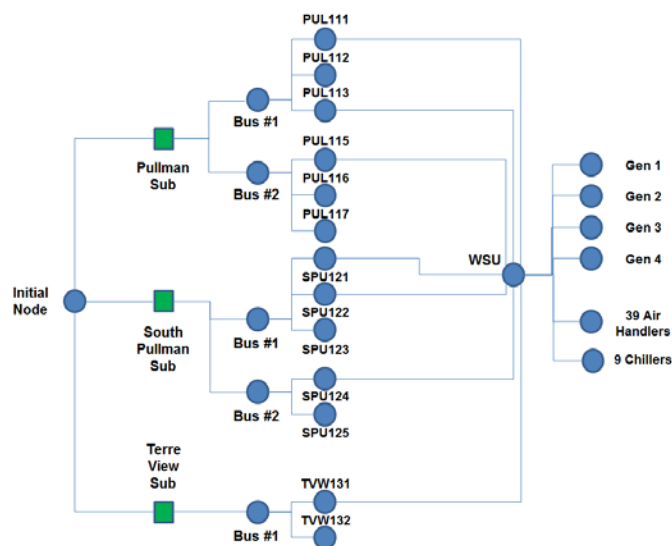 PUL111
PUL112
PUL113
Bus #1
Pullman
Sub
PUL115
PUL116
PUL117
Bus #2
Initial
Node
South
Pullman
Sub
SPU121
SPU122
SPU123
Bus #1
SPU124
SPU125
Bus #2
Terre
View
Sub
TVW131
TVW132
Bus #1
WSU
Gen 1
Gen 2
Gen 3
Gen 4
39 Air
Handlers
9 Chillers